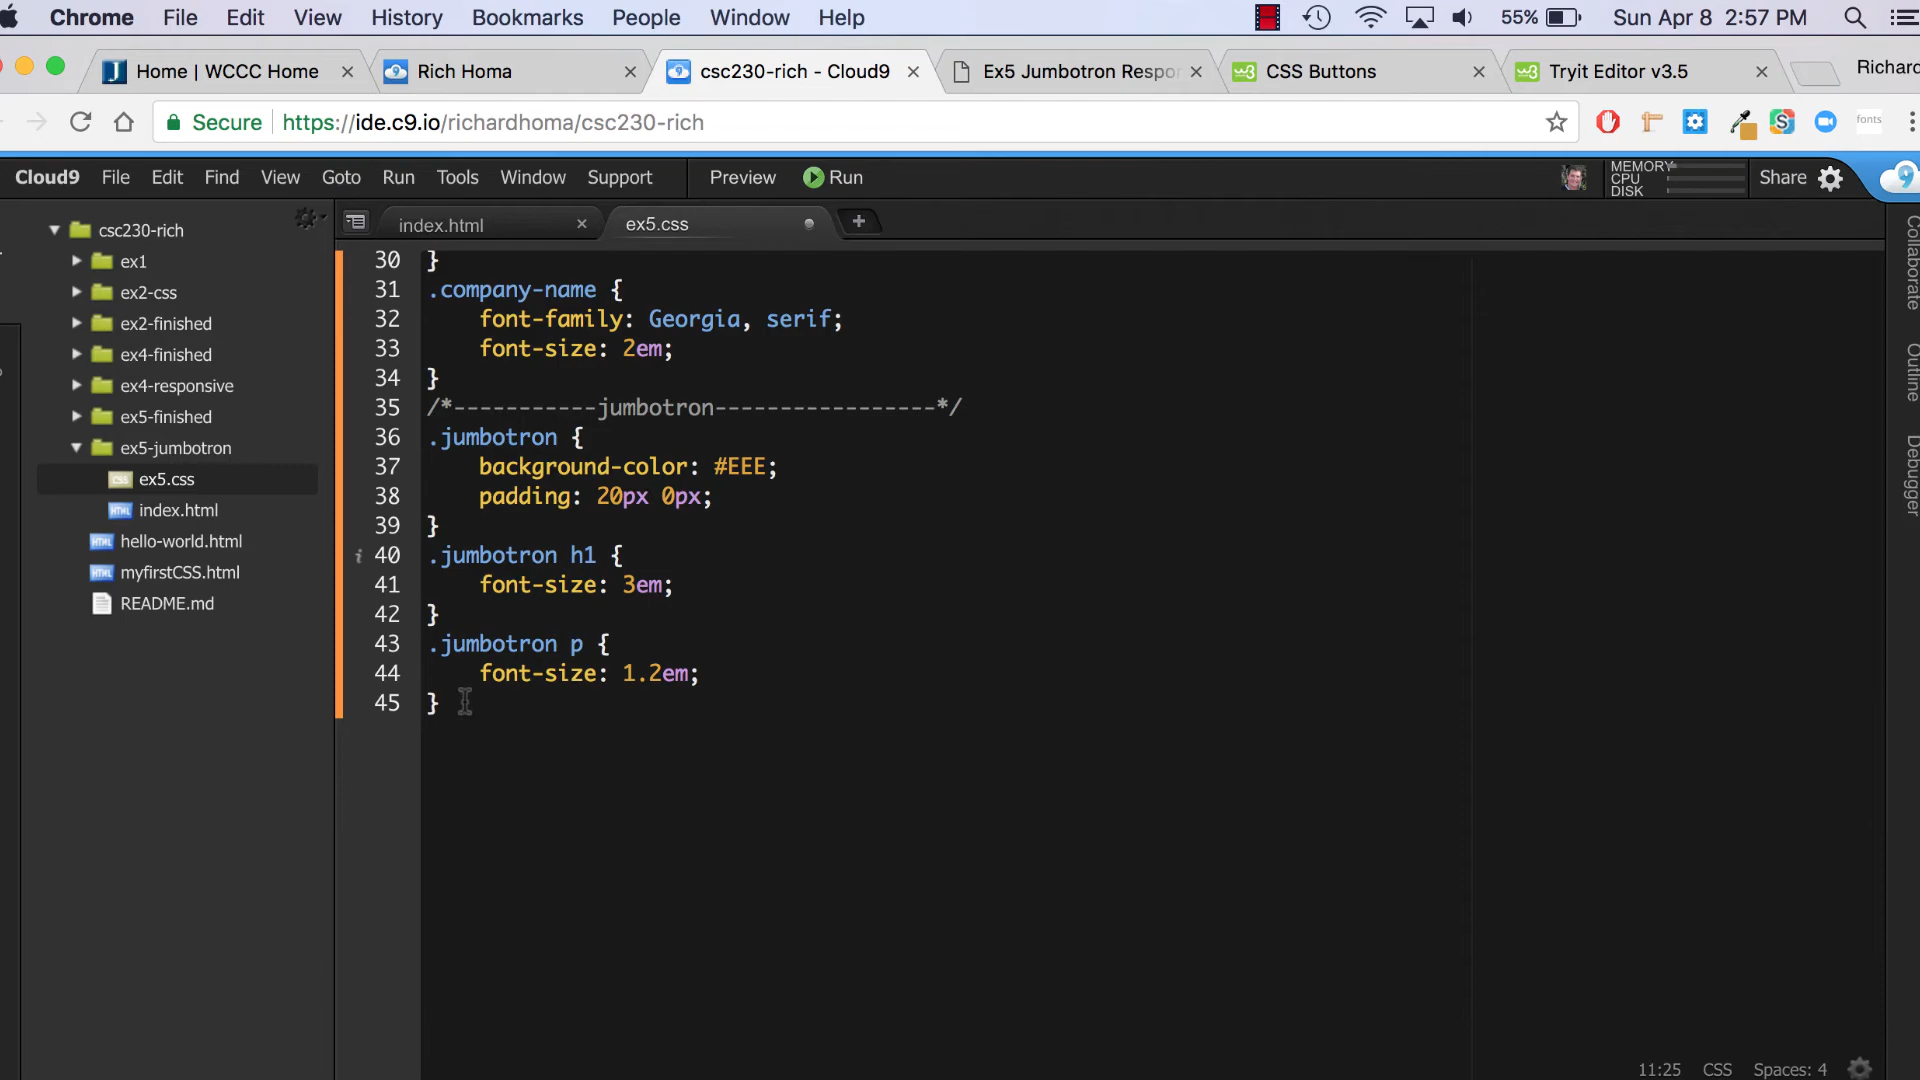 Chrome File Edit View History Bookmarks People Window Help 55% Sun Apr 8 2:57 PM
Home | WCCC Home Rich Homa csc230-rich - Cloud9 Ex5 Jumbotron Respo CSS Buttons Tryit Editor v3.5 Richard
Secure https://ide.c9.io/richardhoma/csc230-rich fonts
Cloud9 File Edit Find View Goto Run Tools Window Support Preview Run MEMORY CPU DISK Share
index.html ex5.css
csc230-rich
ex1
ex2-css
ex2-finished
ex4-finished
ex4-responsive
ex5-finished
ex5-jumbotron
ex5.css
index.html
hello-world.html
myfirstCSS.html
README.md
30 }
31 .company-name {
32 font-family: Georgia, serif;
33 font-size: 2em;
34 }
35 /*-----------jumbotron-----------------*/
36 .jumbotron {
37 background-color: #EEE;
38 padding: 20px 0px;
39 }
40 .jumbotron h1 {
41 font-size: 3em;
42 }
43 .jumbotron p {
44 font-size: 1.2em;
45 }
Collaborate
Outline
Debugger
11:25 CSS Spaces: 4